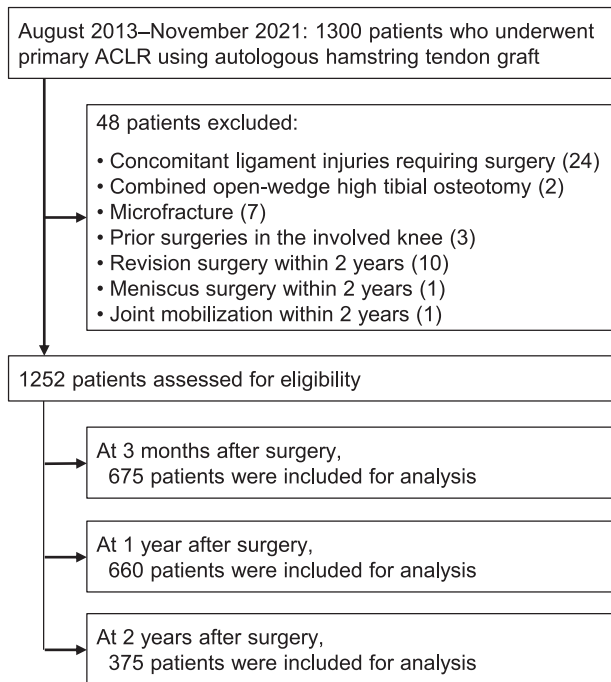 August 2013–November 2021: 1300 patients who underwent
primary ACLR using autologous hamstring tendon graft
48 patients excluded:
• Concomitant ligament injuries requiring surgery (24)
• Combined open-wedge high tibial osteotomy (2)
• Microfracture (7)
• Prior surgeries in the involved knee (3)
• Revision surgery within 2 years (10)
• Meniscus surgery within 2 years (1)
• Joint mobilization within 2 years (1)
1252 patients assessed for eligibility
At 3 months after surgery,
675 patients were included for analysis
At 1 year after surgery,
660 patients were included for analysis
At 2 years after surgery,
375 patients were included for analysis